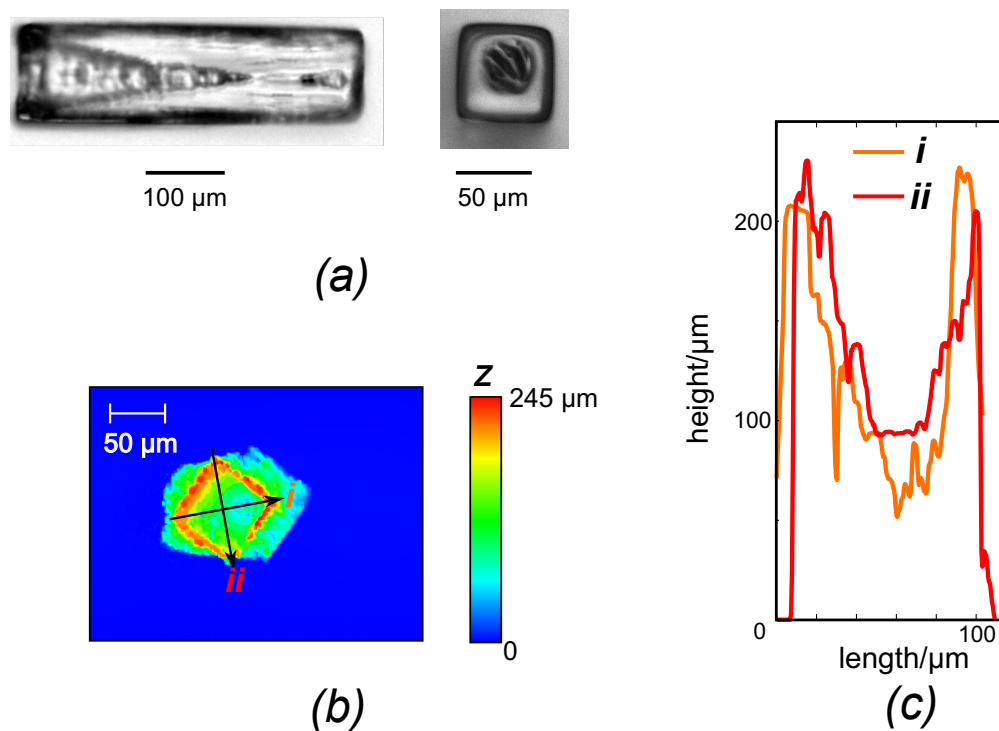 100 µm
50 µm
(a)
z
245 µm
0
50 µm
i
ii
(b)
i
ii
200
100
0
height/µm
100
length/µm
(c)